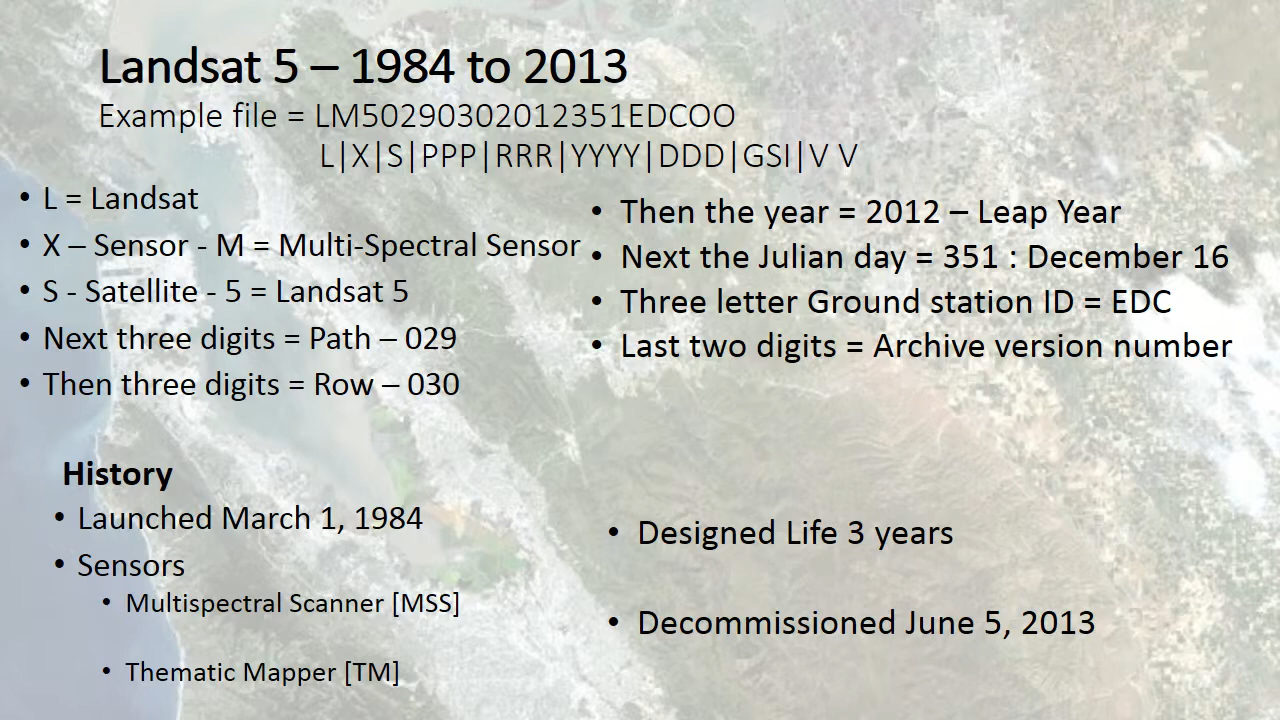 Landsat 5 – 1984 to 2013
Example file = LM50290302012351EDCOO
L|X|S|PPP|RRR|YYYY|DDD|GSI|V V
• L = Landsat
• X – Sensor - M = Multi-Spectral Sensor
• S - Satellite - 5 = Landsat 5
• Next three digits = Path – 029
• Then three digits = Row – 030
• Then the year = 2012 – Leap Year
• Next the Julian day = 351 : December 16
• Three letter Ground station ID = EDC
• Last two digits = Archive version number
History
• Launched March 1, 1984
• Sensors
• Multispectral Scanner [MSS]
• Thematic Mapper [TM]
• Designed Life 3 years
• Decommissioned June 5, 2013